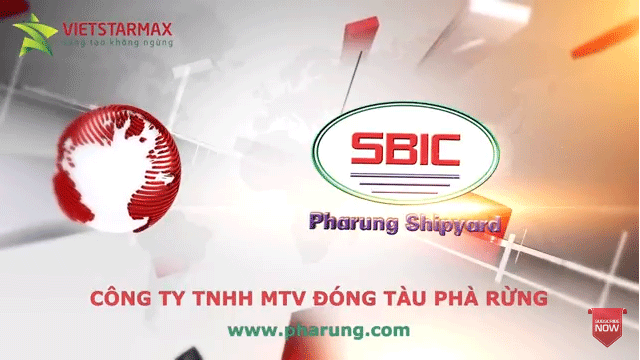 VIETSTARMAX
Sáng tạo không ngừng
SBIC
Pharung Shipyard
CÔNG TY TNHH MTV ĐÓNG TÀU PHÀ RỪNG
www.pharung.com
SUBSCRIBE
NOW